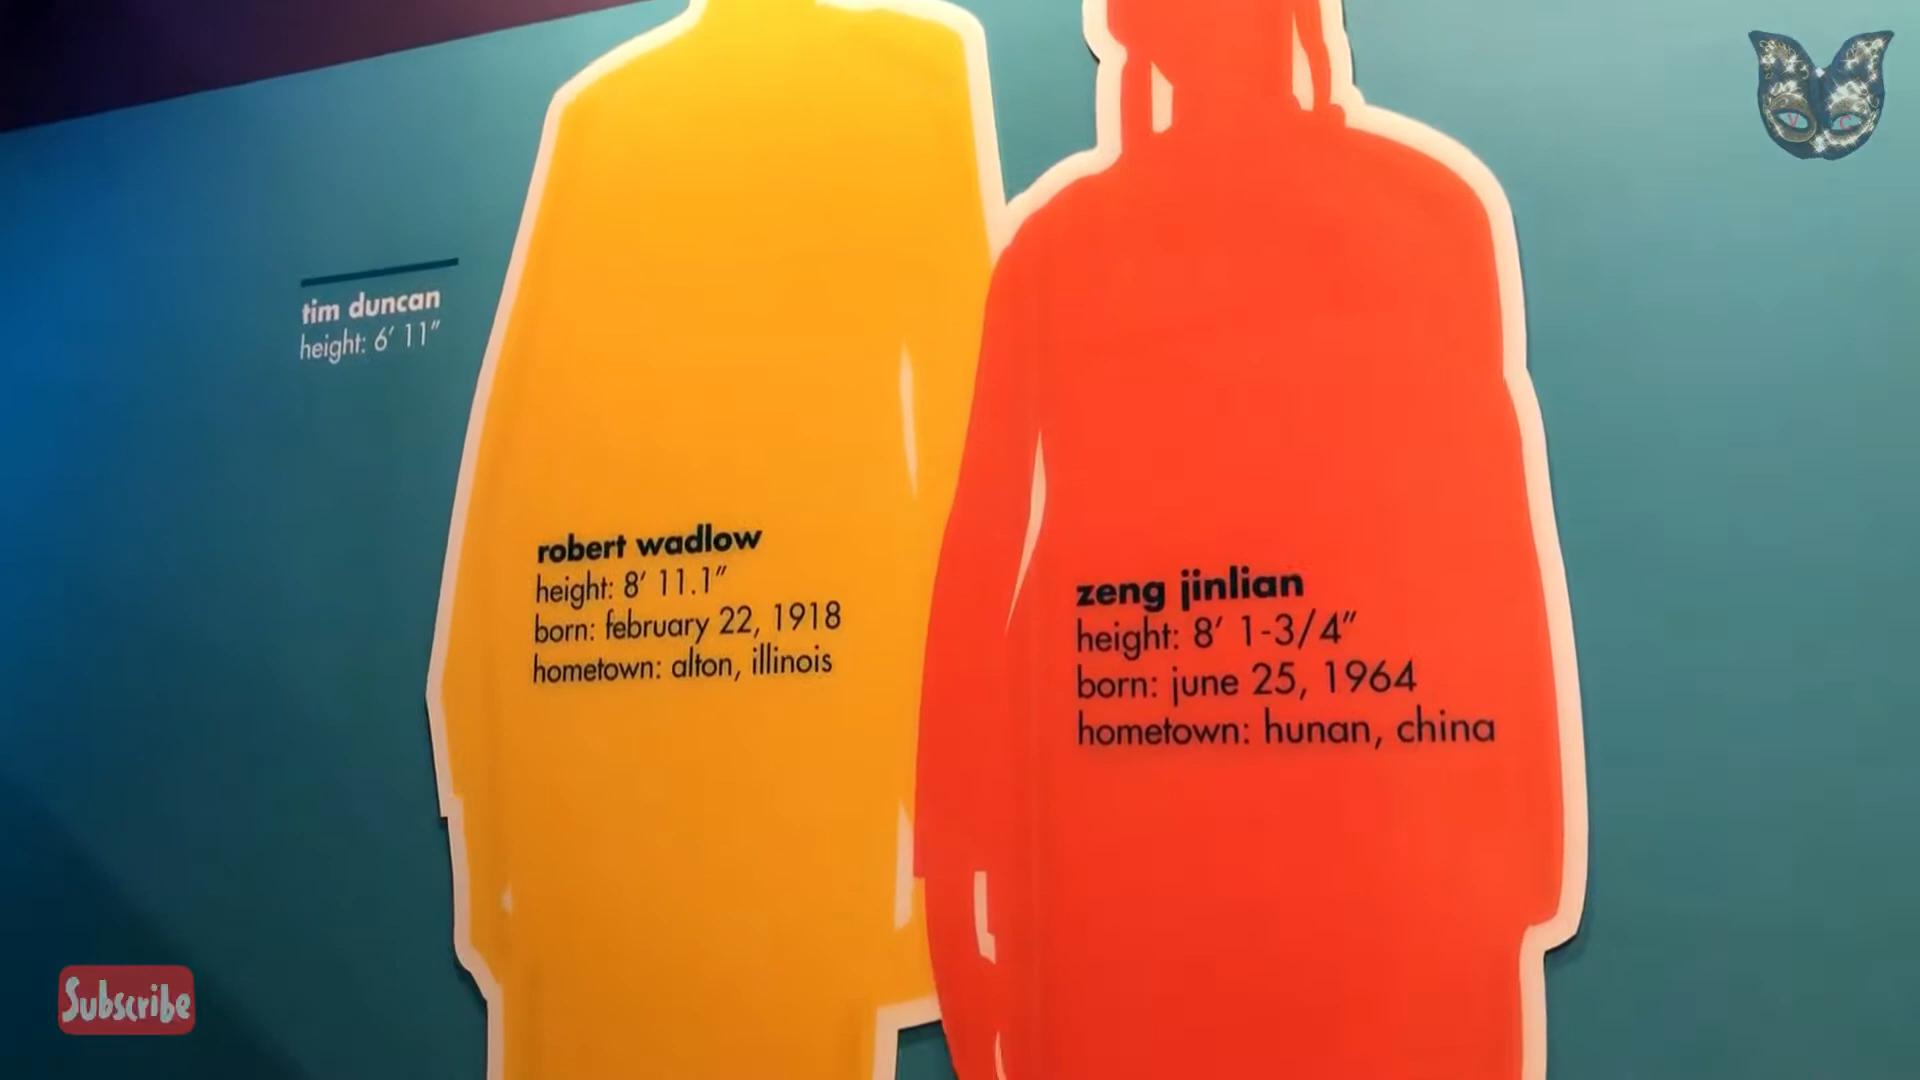 tim duncan
height: 6' 11"
robert wadlow
height: 8' 11.1"
born: february 22, 1918
hometown: alton, illinois
zeng jinlian
height: 8' 1-3/4"
born: june 25, 1964
hometown: hunan, china
V C
Subscribe